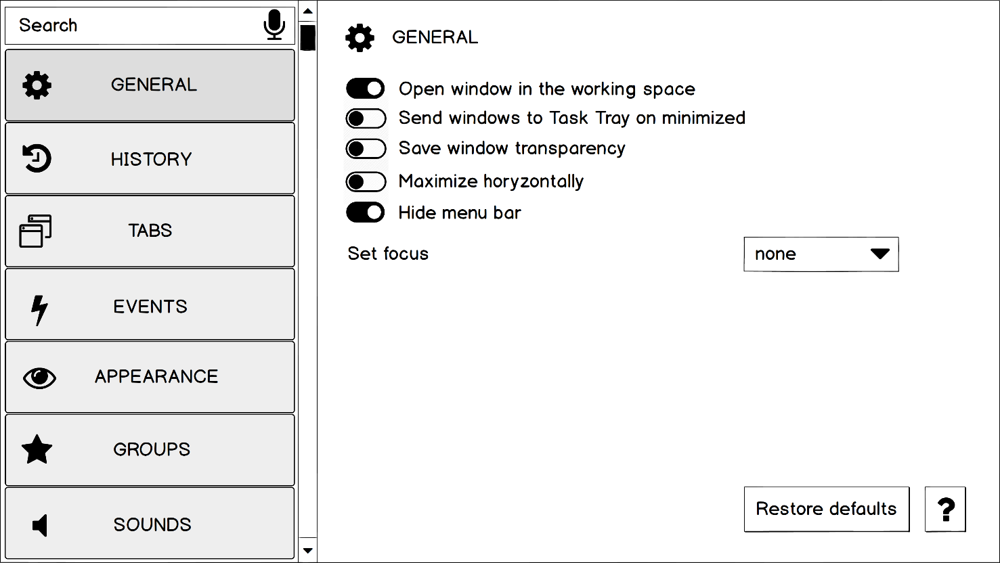 Search
GENERAL
HISTORY
TABS
EVENTS
APPEARANCE
GROUPS
SOUNDS
GENERAL
Open window in the working space
Send windows to Task Tray on minimized
Save window transparency
Maximize horyzontally
Hide menu bar
Set focus
none
Restore defaults
?